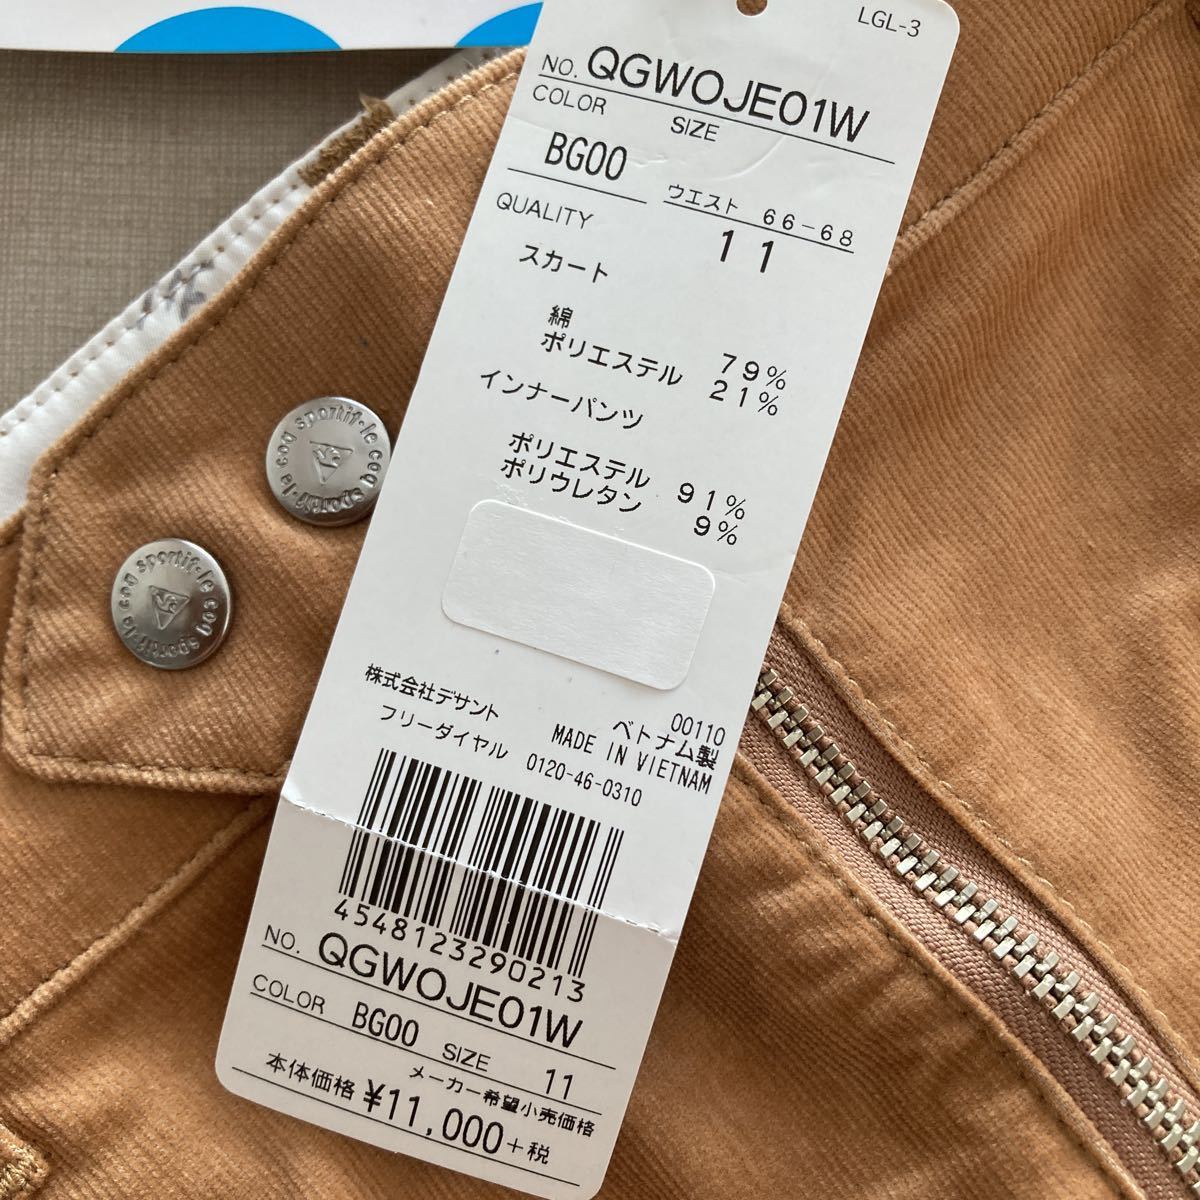 LGL-3
NO. QGWOJE01W
COLOR SIZE
BG00 ウエスト 66-68
11
QUALITY
スカート
綿 79%
ポリエステル 21%
インナーパンツ
ポリエステル 91%
ポリウレタン 9%
00110
株式会社デサント ベトナム製
フリーダイヤル 0120-46-0310 MADE IN VIETNAM
4548123290213
NO. QGWOJE01W
COLOR BG00 SIZE 11
メーカー希望小売価格
本体価格 ¥11,000+税
le coq sportif・le coq sportif・
le coq sportif・le coq sportif・